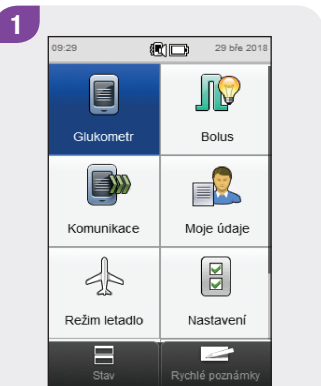 1
09:29 29 bře 2018
Glukometr Bolus
Komunikace Moje údaje
Režim letadlo Nastavení
Stav Rychlé poznámky